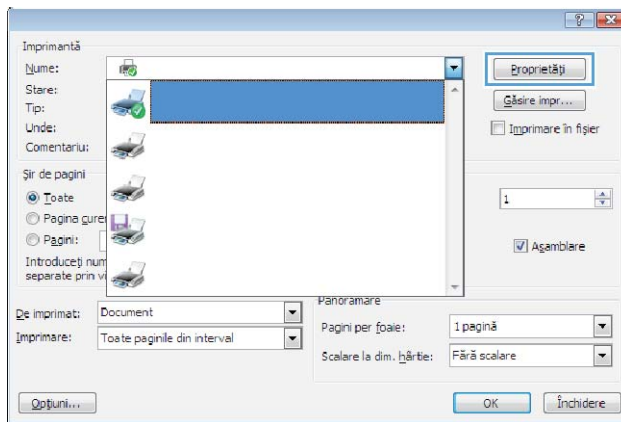 Imprimantă
Nume:
Proprietăți
Stare:
Găsire impr...
Tip:
Unde:
Imprimare în fișier
Comentariu:
Șir de pagini
Toate
1
Pagina curen
Pagini:
Asamblare
Introduceți num
separate prin vi
Panoramare
De imprimat: Document
Pagini per foaie: 1 pagină
Imprimare: Toate paginile din interval
Scalare la dim. hârtie: Fără scalare
Opțiuni...
OK
Închidere